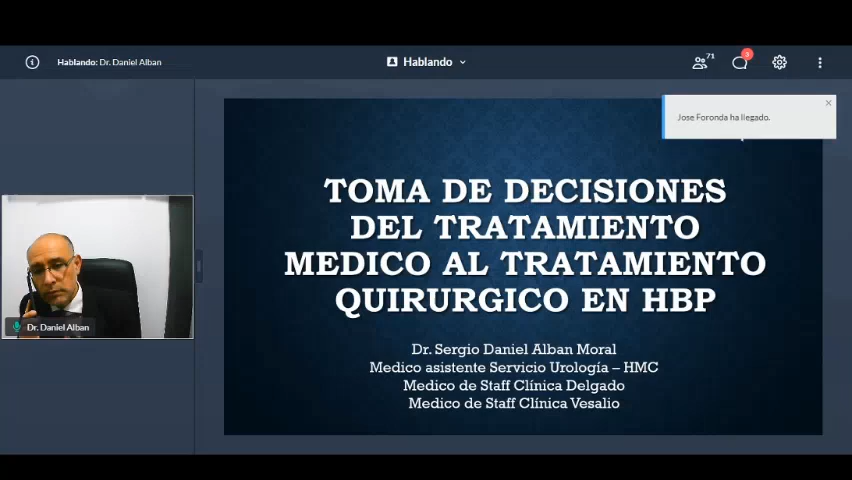 Hablando: Dr. Daniel Alban
Hablando
71
3
Jose Foronda ha llegado.
TOMA DE DECISIONES
DEL TRATAMIENTO
MEDICO AL TRATAMIENTO
QUIRURGICO EN HBP
Dr. Sergio Daniel Alban Moral
Medico asistente Servicio Urología – HMC
Medico de Staff Clínica Delgado
Medico de Staff Clínica Vesalio
Dr. Daniel Alban